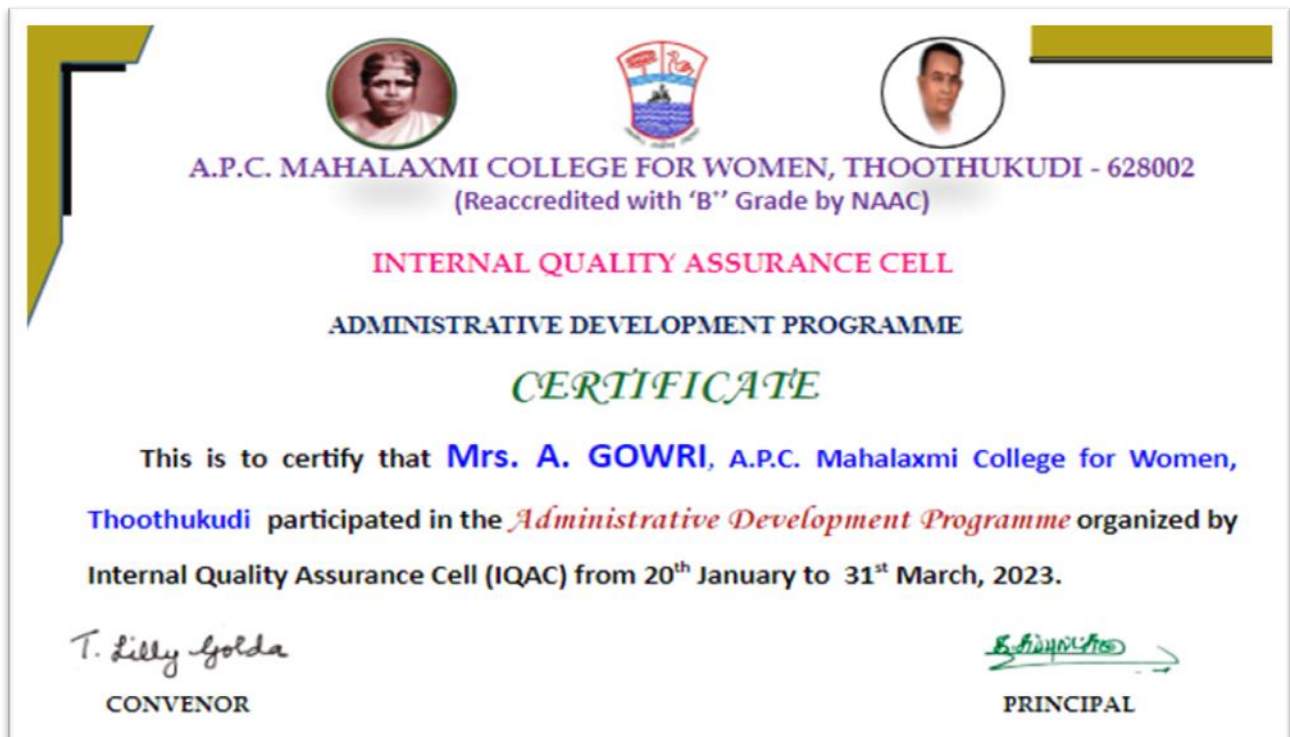 A.P.C. MAHALAXMI COLLEGE FOR WOMEN, THOOTHUKUDI - 628002
(Reaccredited with ‘B⁺’ Grade by NAAC)
INTERNAL QUALITY ASSURANCE CELL
ADMINISTRATIVE DEVELOPMENT PROGRAMME
CERTIFICATE
This is to certify that Mrs. A. GOWRI, A.P.C. Mahalaxmi College for Women,
Thoothukudi participated in the Administrative Development Programme organized by
Internal Quality Assurance Cell (IQAC) from 20th January to 31st March, 2023.
T. Lilly Golda
CONVENOR
PRINCIPAL